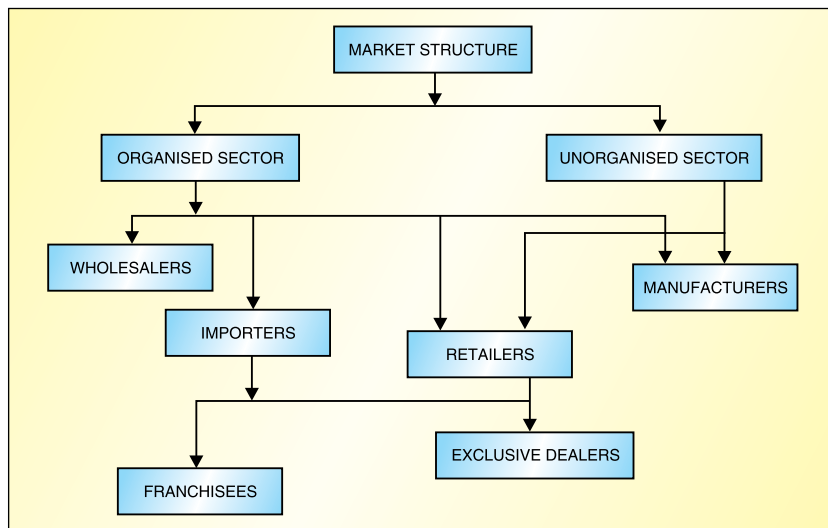 MARKET STRUCTURE
ORGANISED SECTOR
UNORGANISED SECTOR
WHOLESALERS
MANUFACTURERS
IMPORTERS
RETAILERS
EXCLUSIVE DEALERS
FRANCHISEES